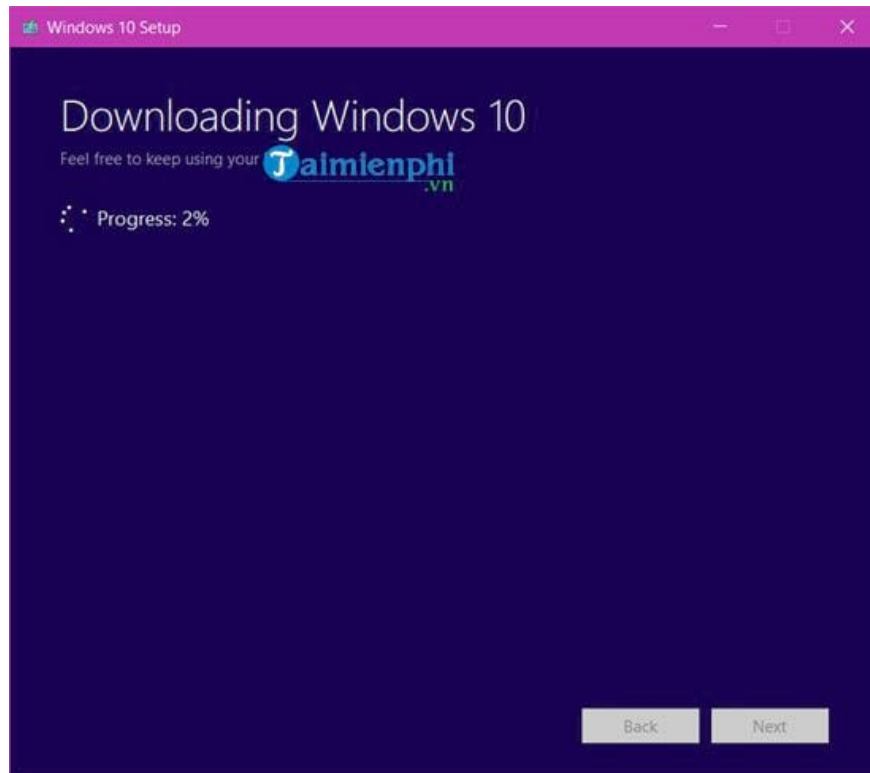 Windows 10 Setup
Downloading Windows 10
Feel free to keep using your Taimienphi
.vn
Progress: 2%
Back Next